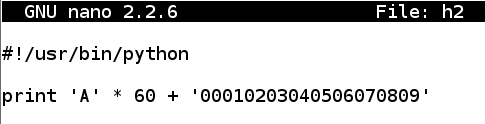 GNU nano 2.2.6 File: h2
#!/usr/bin/python
print 'A' * 60 + '00010203040506070809'